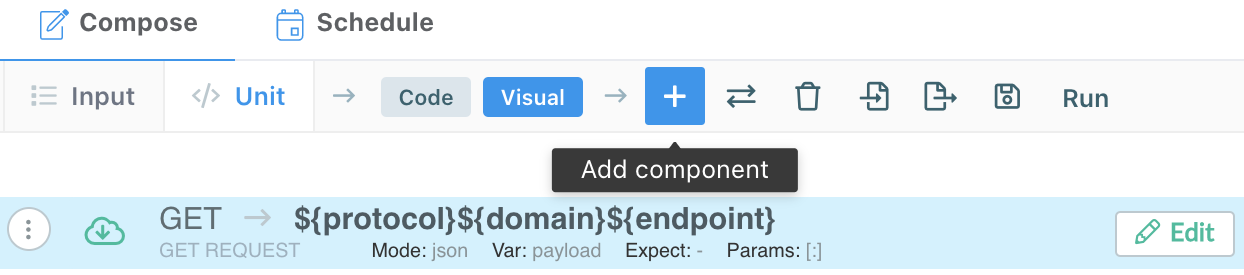 Compose Schedule
Input </> Unit → Code Visual → + Run
Add component
GET → ${protocol}${domain}${endpoint} Edit
GET REQUEST Mode: json Var: payload Expect: - Params: [:]